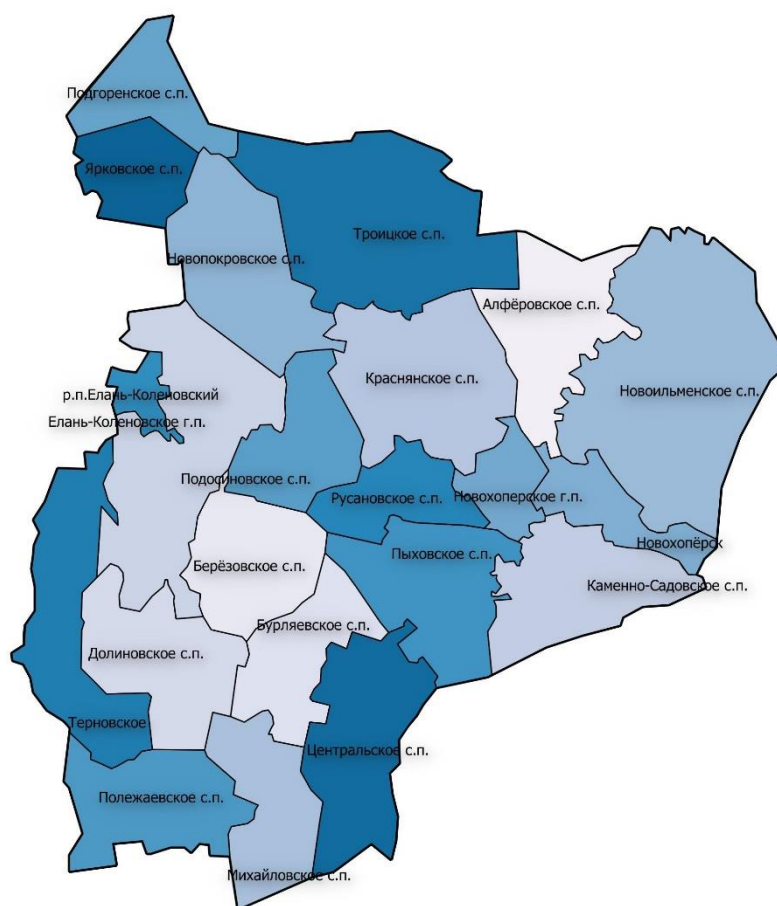 Подгоренское с.п.
Ярковское с.п.
Троицкое с.п.
Новопокровское с.п.
Алфёровское с.п.
Краснянское с.п.
р.п.Елань-Коленовский
Новоильменское с.п.
Елань-Коленовское г.п.
Подосиновское с.п.
Русановское с.п.
Новохоперское г.п.
Новохопёрск
Пыховское с.п.
Берёзовское с.п.
Каменно-Садовское с.п.
Бурляевское с.п.
Долиновское с.п.
Терновское
Центральское с.п.
Полежаевское с.п.
Михайловское с.п.